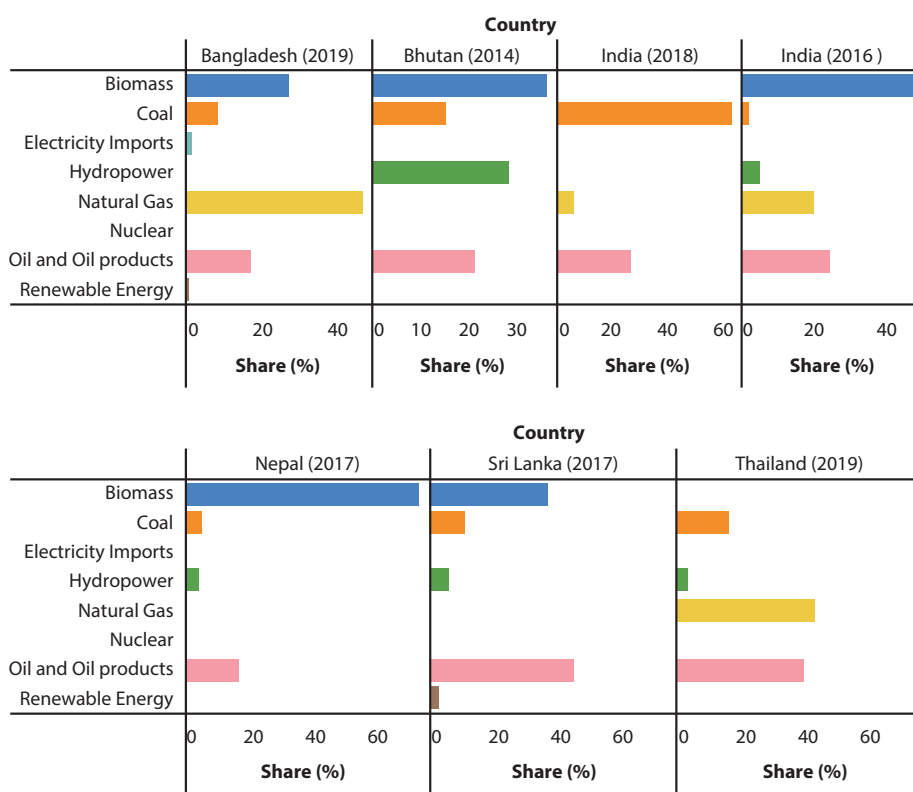 Country
Bangladesh (2019) Bhutan (2014) India (2018) India (2016 )
Biomass
Coal
Electricity Imports
Hydropower
Natural Gas
Nuclear
Oil and Oil products
Renewable Energy
0 20 40 0 10 20 30 0 20 40 60 0 20 40
Share (%) Share (%) Share (%) Share (%)
Country
Nepal (2017) Sri Lanka (2017) Thailand (2019)
Biomass
Coal
Electricity Imports
Hydropower
Natural Gas
Nuclear
Oil and Oil products
Renewable Energy
0 20 40 60 0 20 40 60 0 20 40 60
Share (%) Share (%) Share (%)